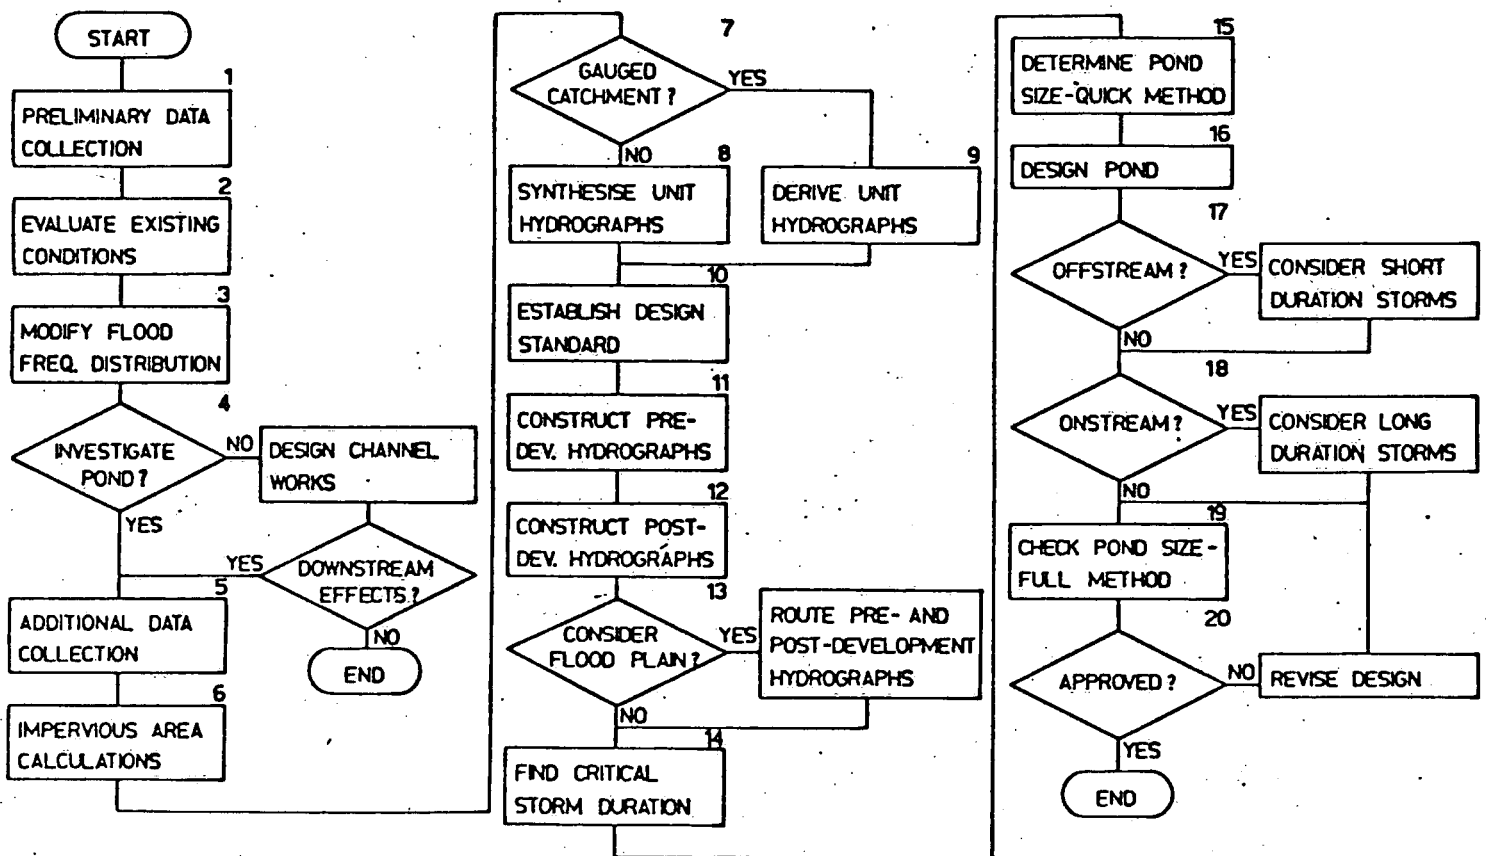 START
1
PRELIMINARY DATA
COLLECTION
2
EVALUATE EXISTING
CONDITIONS
3
MODIFY FLOOD
FREQ. DISTRIBUTION
4
INVESTIGATE
POND?
NO
DESIGN CHANNEL
WORKS
YES
YES
DOWNSTREAM
EFFECTS?
NO
END
5
ADDITIONAL DATA
COLLECTION
6
IMPERVIOUS AREA
CALCULATIONS
7
GAUGED
CATCHMENT?
YES
NO
8
SYNTHESISE UNIT
HYDROGRAPHS
9
DERIVE UNIT
HYDROGRAPHS
10
ESTABLISH DESIGN
STANDARD
11
CONSTRUCT PRE-
DEV. HYDROGRAPHS
12
CONSTRUCT POST-
DEV. HYDROGRAPHS
13
CONSIDER
FLOOD PLAIN?
YES
ROUTE PRE- AND
POST-DEVELOPMENT
HYDROGRAPHS
NO
14
FIND CRITICAL
STORM DURATION
15
DETERMINE POND
SIZE-QUICK METHOD
16
DESIGN POND
17
OFFSTREAM?
YES
CONSIDER SHORT
DURATION STORMS
NO
18
ONSTREAM?
YES
CONSIDER LONG
DURATION STORMS
NO
19
CHECK POND SIZE-
FULL METHOD
20
APPROVED?
NO
REVISE DESIGN
YES
END